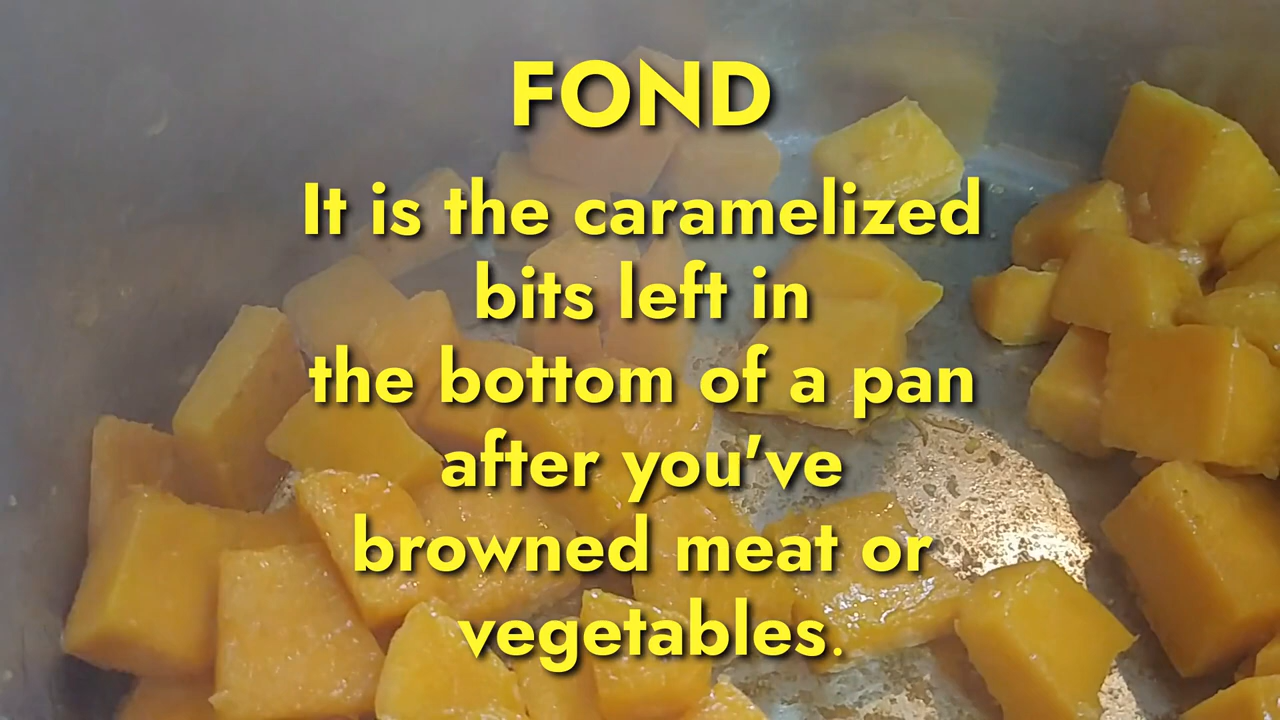 FOND
It is the caramelized
bits left in
the bottom of a pan
after you've
browned meat or
vegetables.